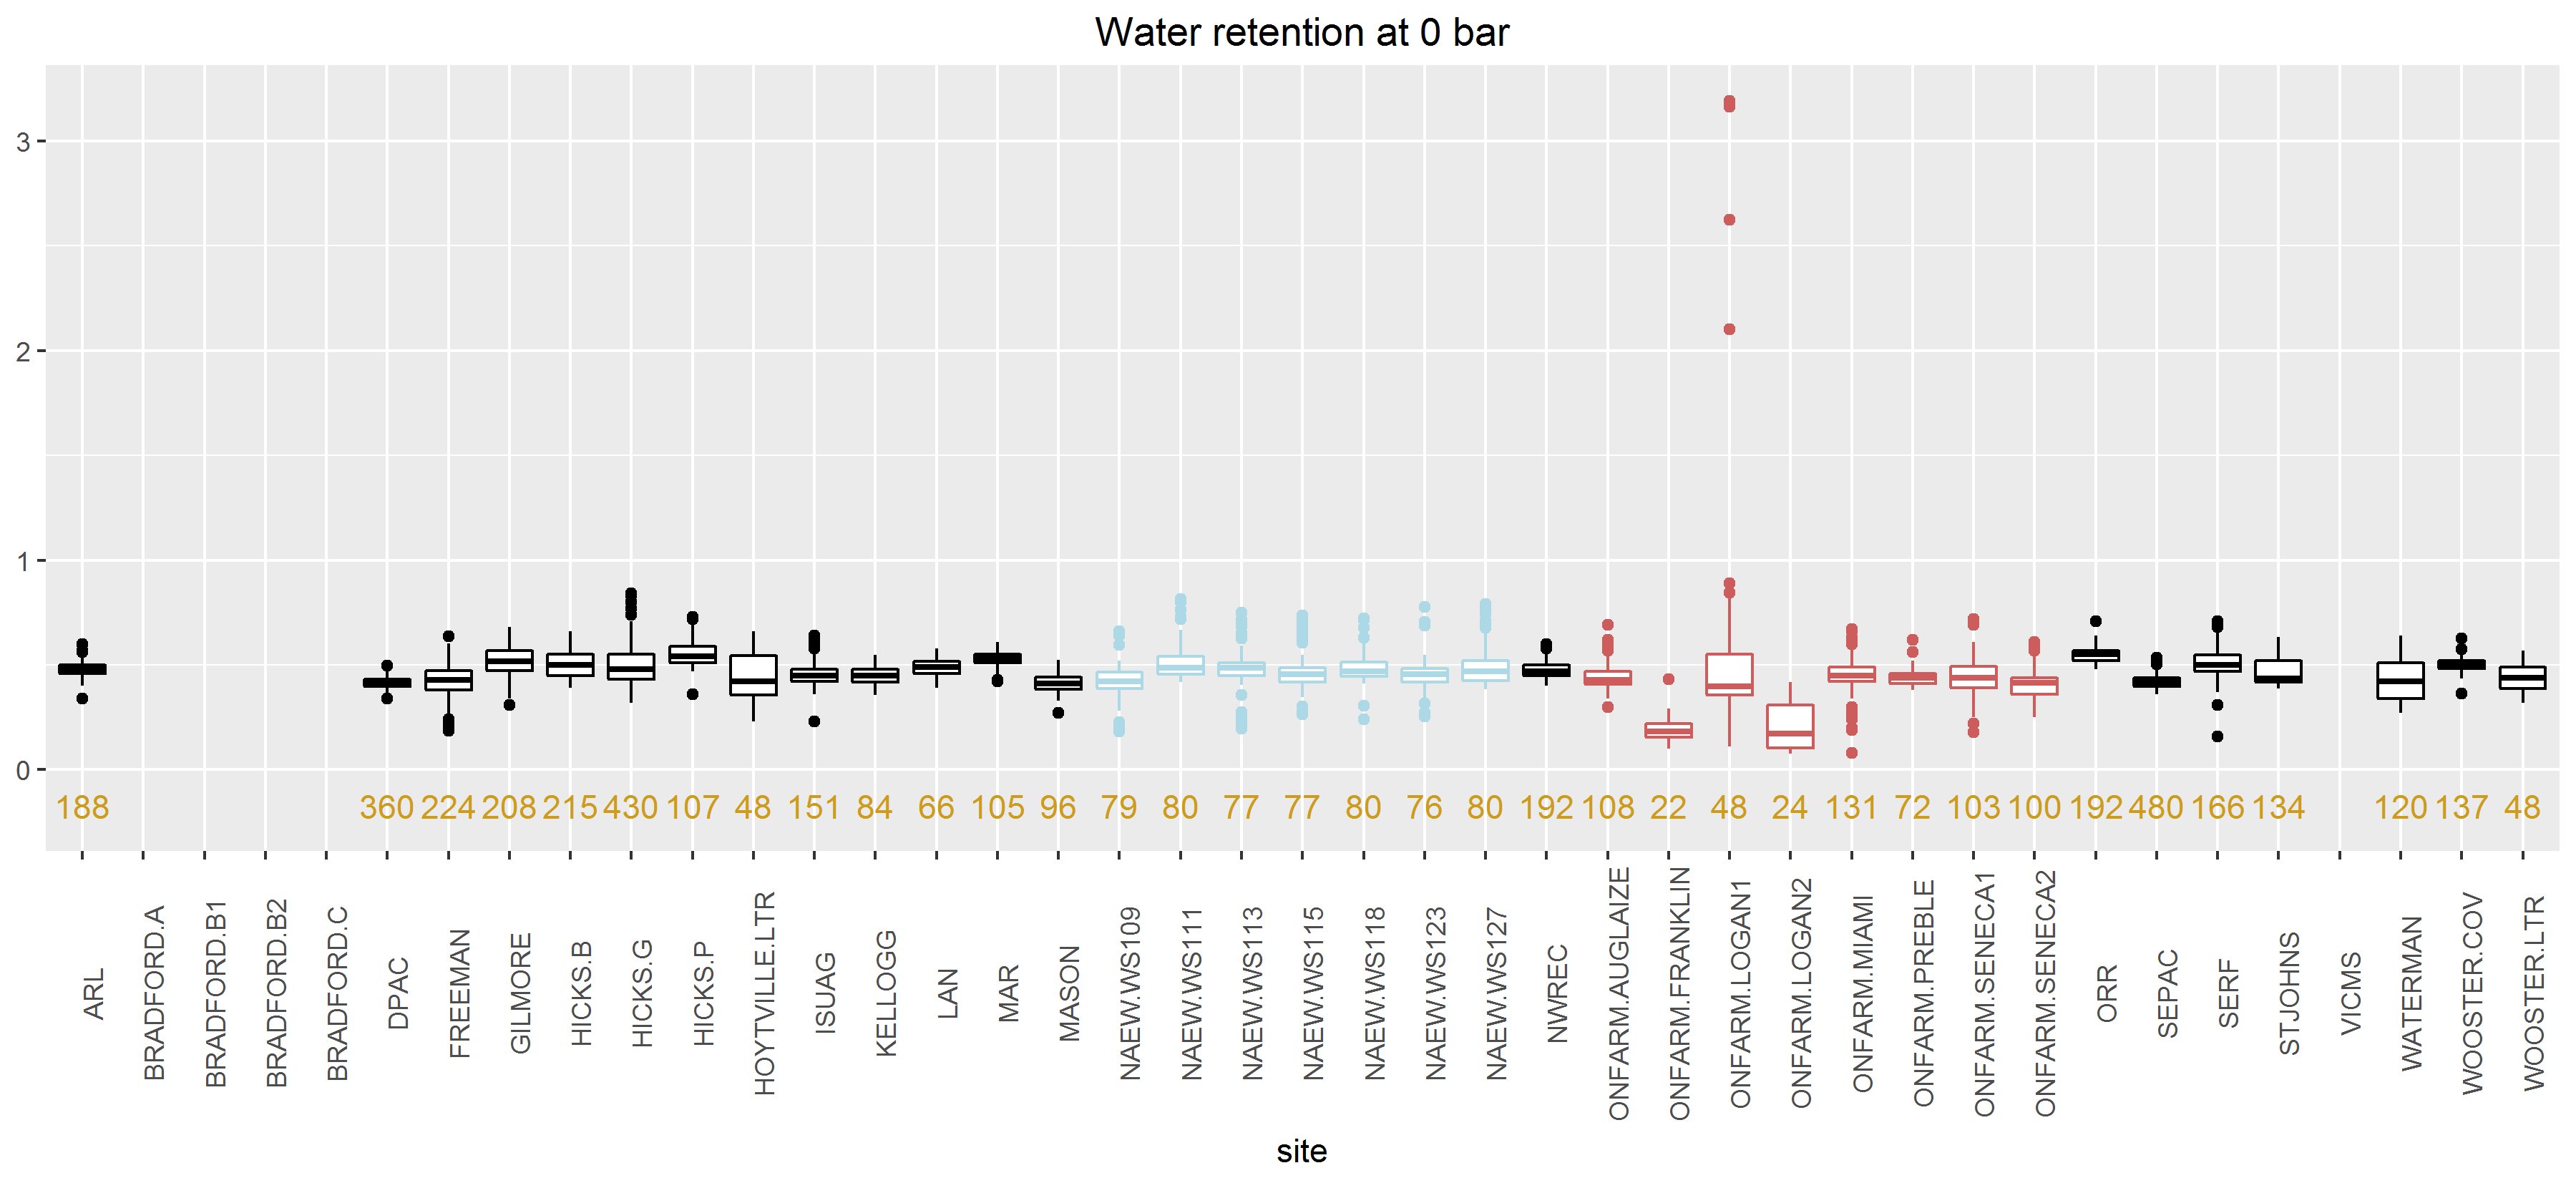 Water retention at 0 bar
3
2
1
0
188 360 224 208 215 430 107 48 151 84 66 105 96 79 80 77 77 80 76 80 192 108 22 48 24 131 72 103 100 192 480 166 134 120 137 48
ARL
BRADFORD.A
BRADFORD.B1
BRADFORD.B2
BRADFORD.C
DPAC
FREEMAN
GILMORE
HICKS.B
HICKS.G
HICKS.P
HOYTVILLE.LTR
ISUAG
KELLOGG
LAN
MAR
MASON
NAEW.WS109
NAEW.WS111
NAEW.WS113
NAEW.WS115
NAEW.WS118
NAEW.WS123
NAEW.WS127
NWREC
ONFARM.AUGLAIZE
ONFARM.FRANKLIN
ONFARM.LOGAN1
ONFARM.LOGAN2
ONFARM.MIAMI
ONFARM.PREBLE
ONFARM.SENECA1
ONFARM.SENECA2
ORR
SEPAC
SERF
STJOHNS
VICMS
WATERMAN
WOOSTER.COV
WOOSTER.LTR
site